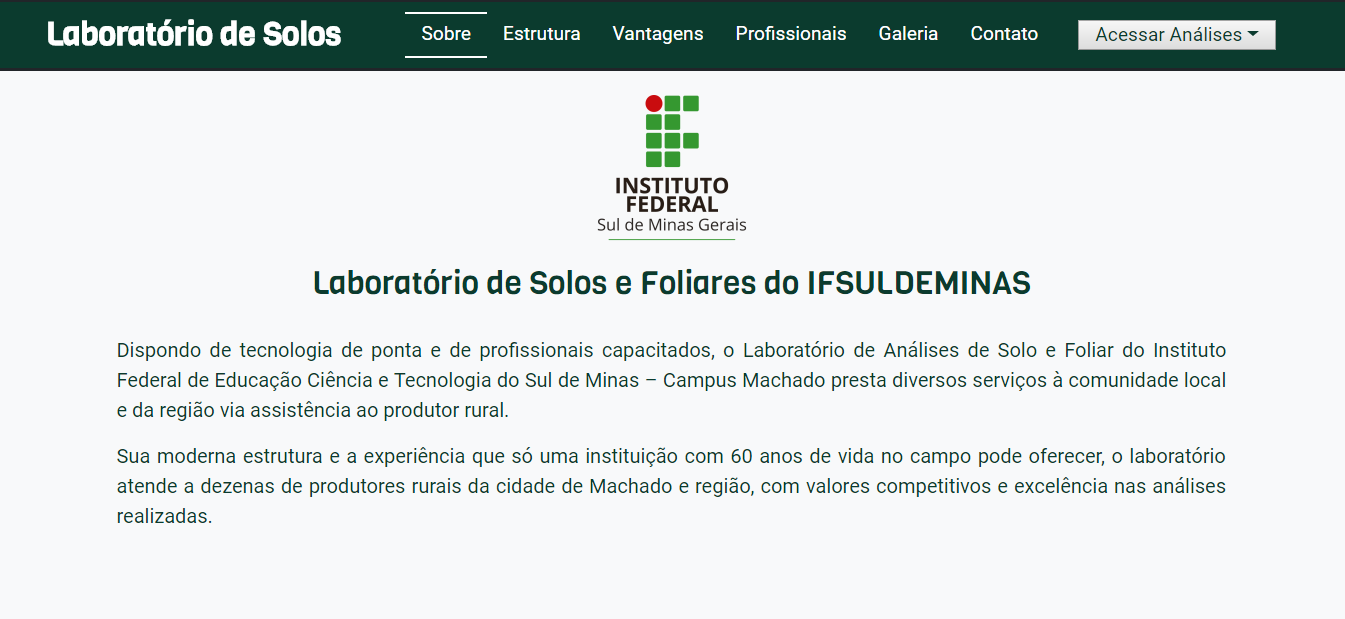 Laboratório de Solos
Sobre
Estrutura
Vantagens
Profissionais
Galeria
Contato
Acessar Análises
INSTITUTO
FEDERAL
Sul de Minas Gerais
Laboratório de Solos e Foliares do IFSULDEMINAS
Dispondo de tecnologia de ponta e de profissionais capacitados, o Laboratório de Análises de Solo e Foliar do Instituto
Federal de Educação Ciência e Tecnologia do Sul de Minas – Campus Machado presta diversos serviços à comunidade local
e da região via assistência ao produtor rural.
Sua moderna estrutura e a experiência que só uma instituição com 60 anos de vida no campo pode oferecer, o laboratório
atende a dezenas de produtores rurais da cidade de Machado e região, com valores competitivos e excelência nas análises
realizadas.